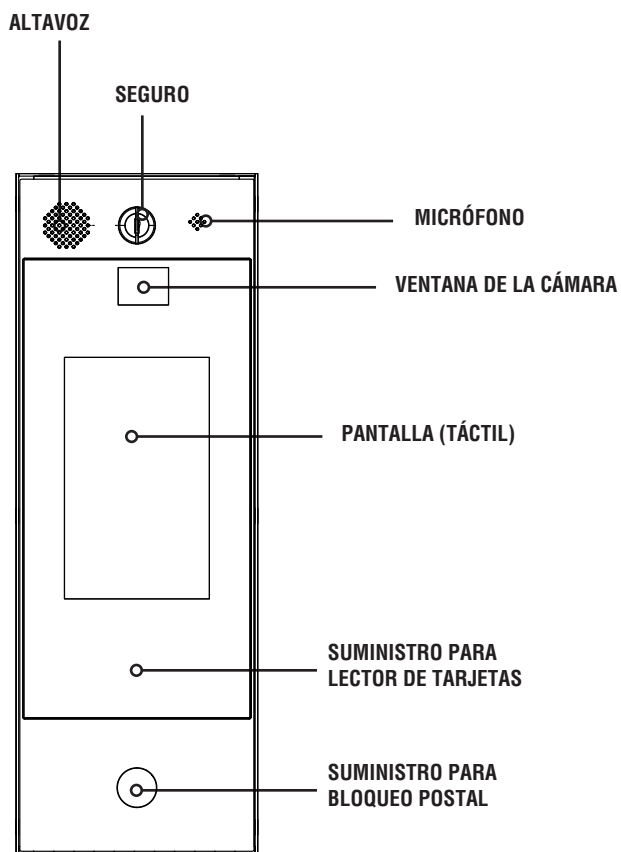 ALTAVOZ
SEGURO
MICRÓFONO
VENTANA DE LA CÁMARA
PANTALLA (TÁCTIL)
SUMINISTRO PARA
LECTOR DE TARJETAS
SUMINISTRO PARA
BLOQUEO POSTAL